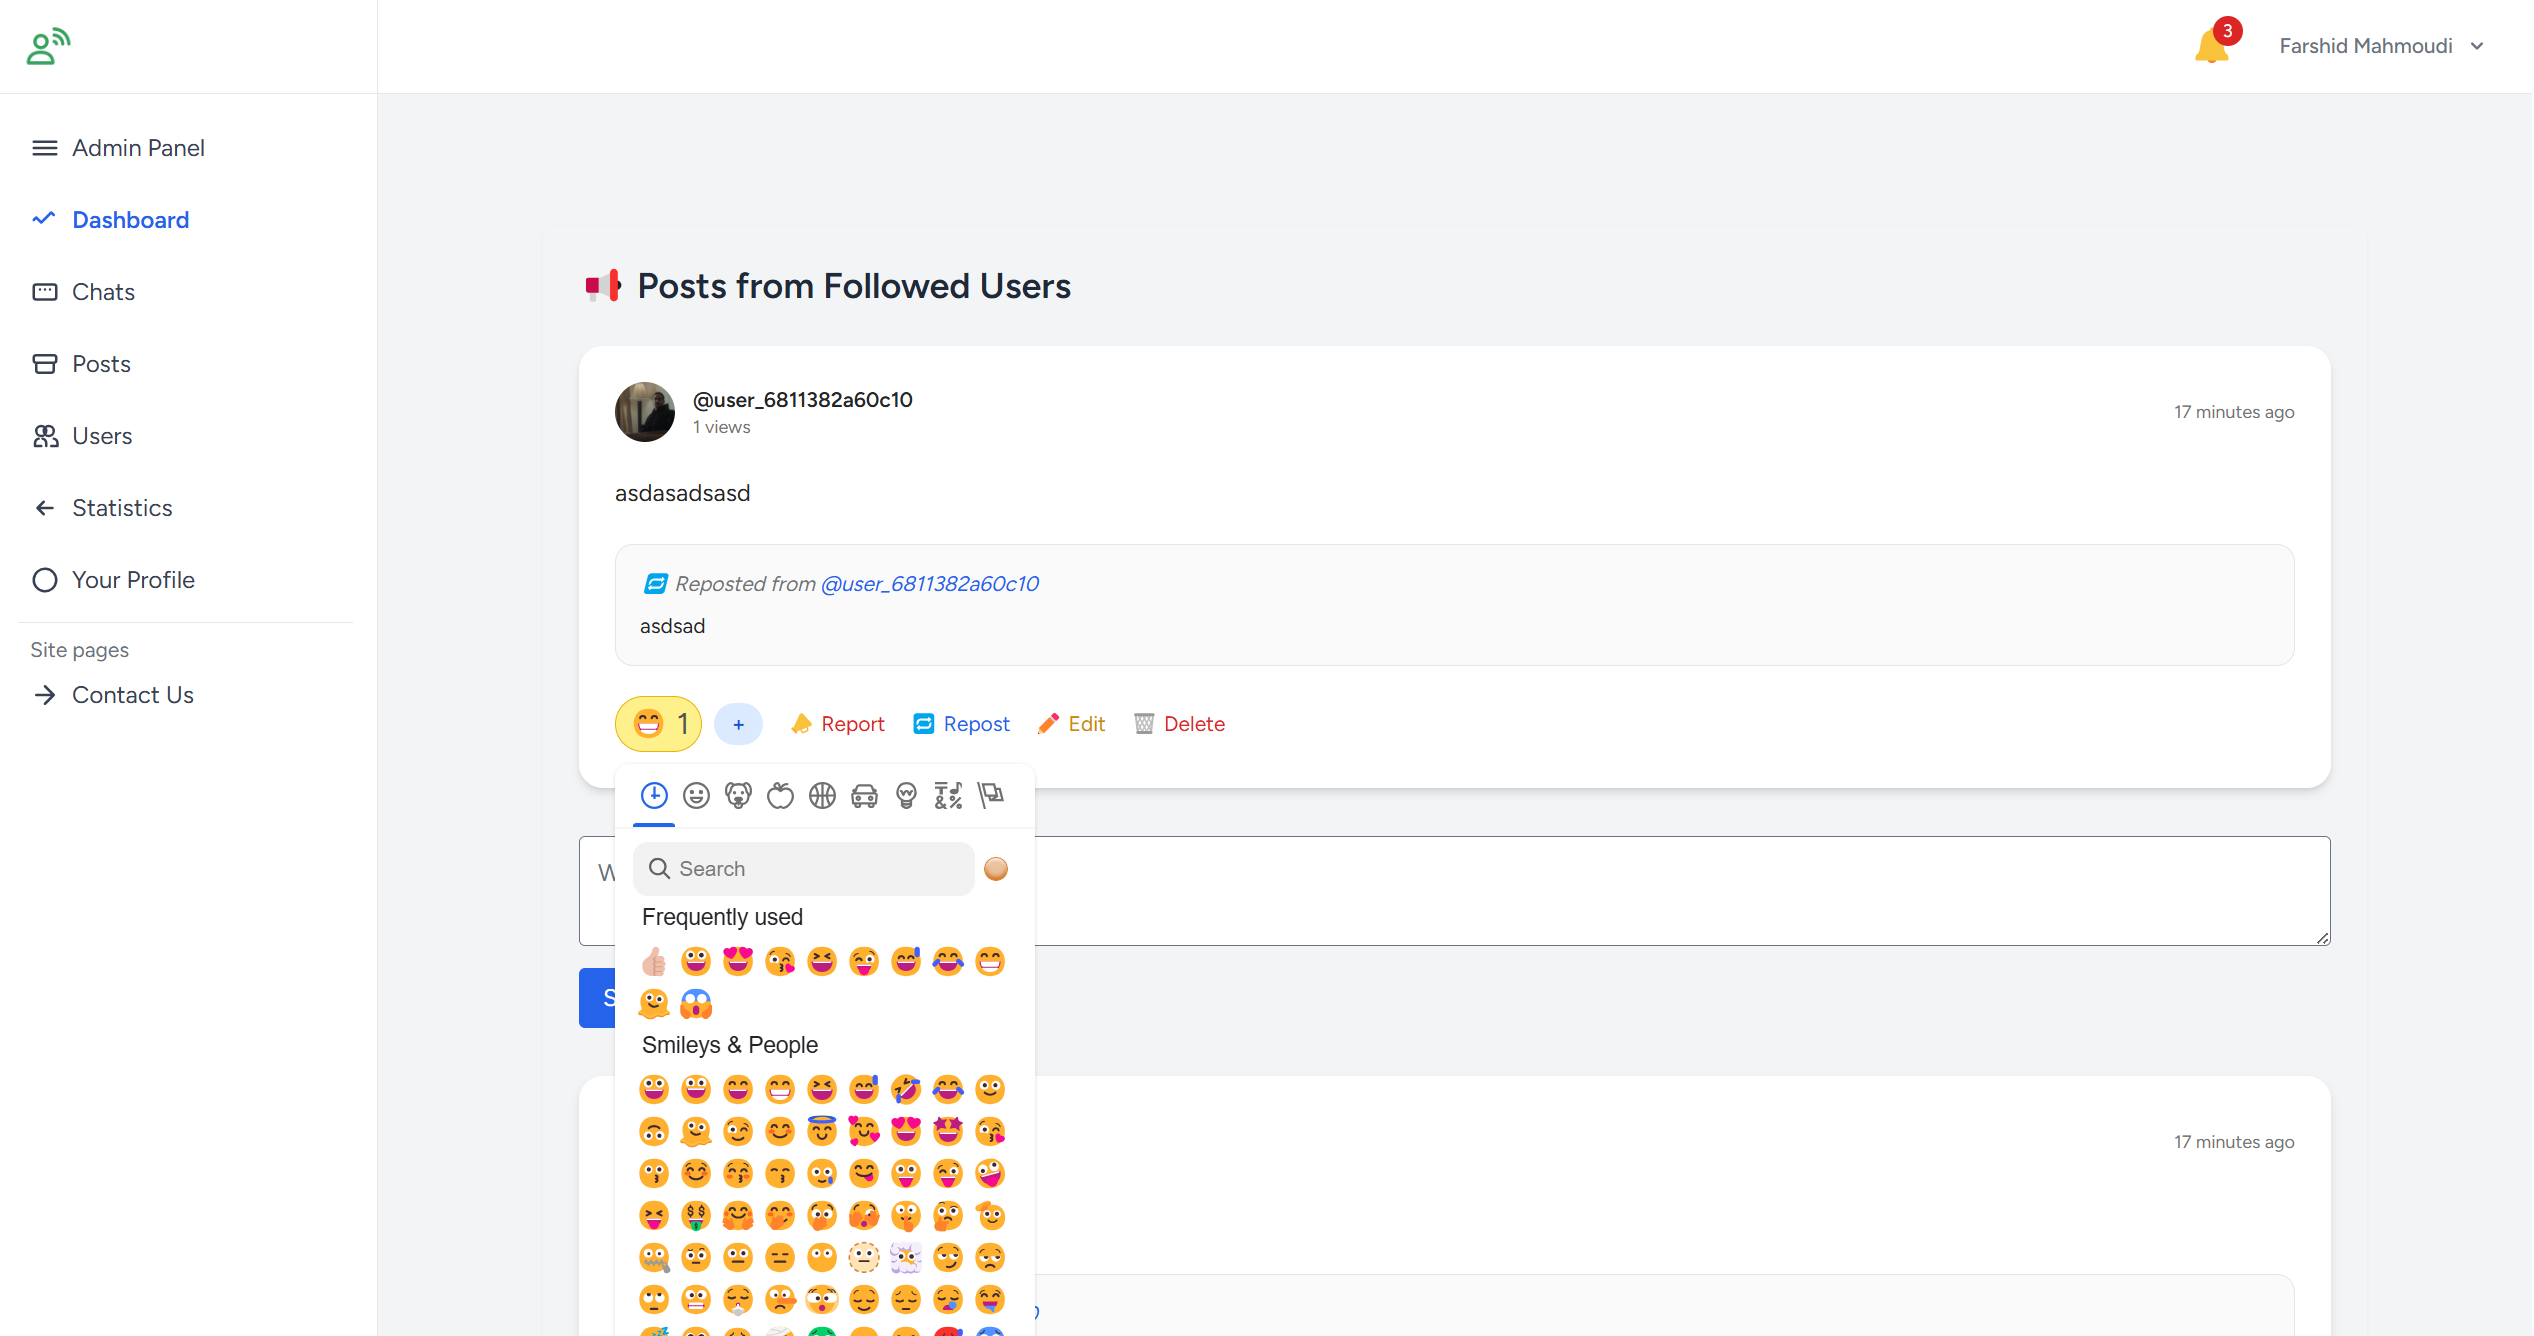 3
Farshid Mahmoudi
Admin Panel
Dashboard
Chats
Posts
Users
Statistics
Your Profile
Site pages
Contact Us
Posts from Followed Users
@user_6811382a60c10
1 views
17 minutes ago
asdasadsasd
Reposted from @user_6811382a60c10
asdsad
1
+
Report
Repost
Edit
Delete
Search
Frequently used
Smileys & People
17 minutes ago